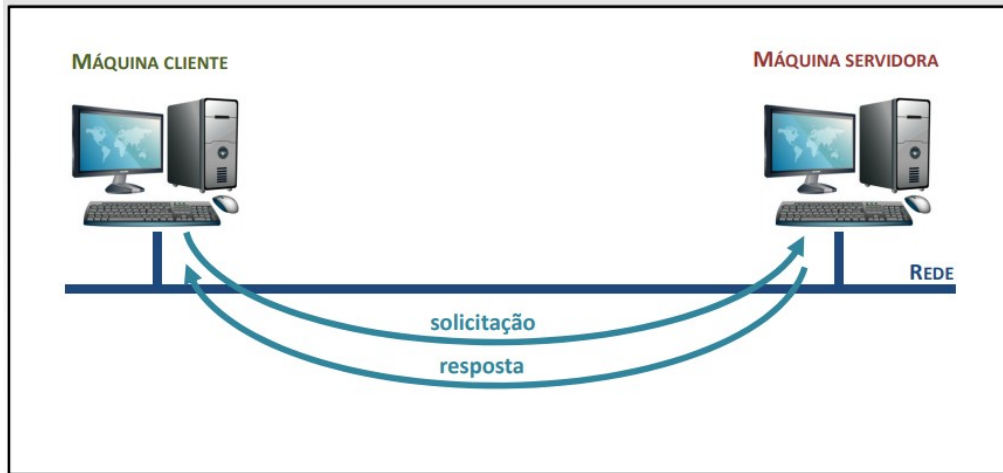 MÁQUINA CLIENTE
MÁQUINA SERVIDORA
REDE
solicitação
resposta